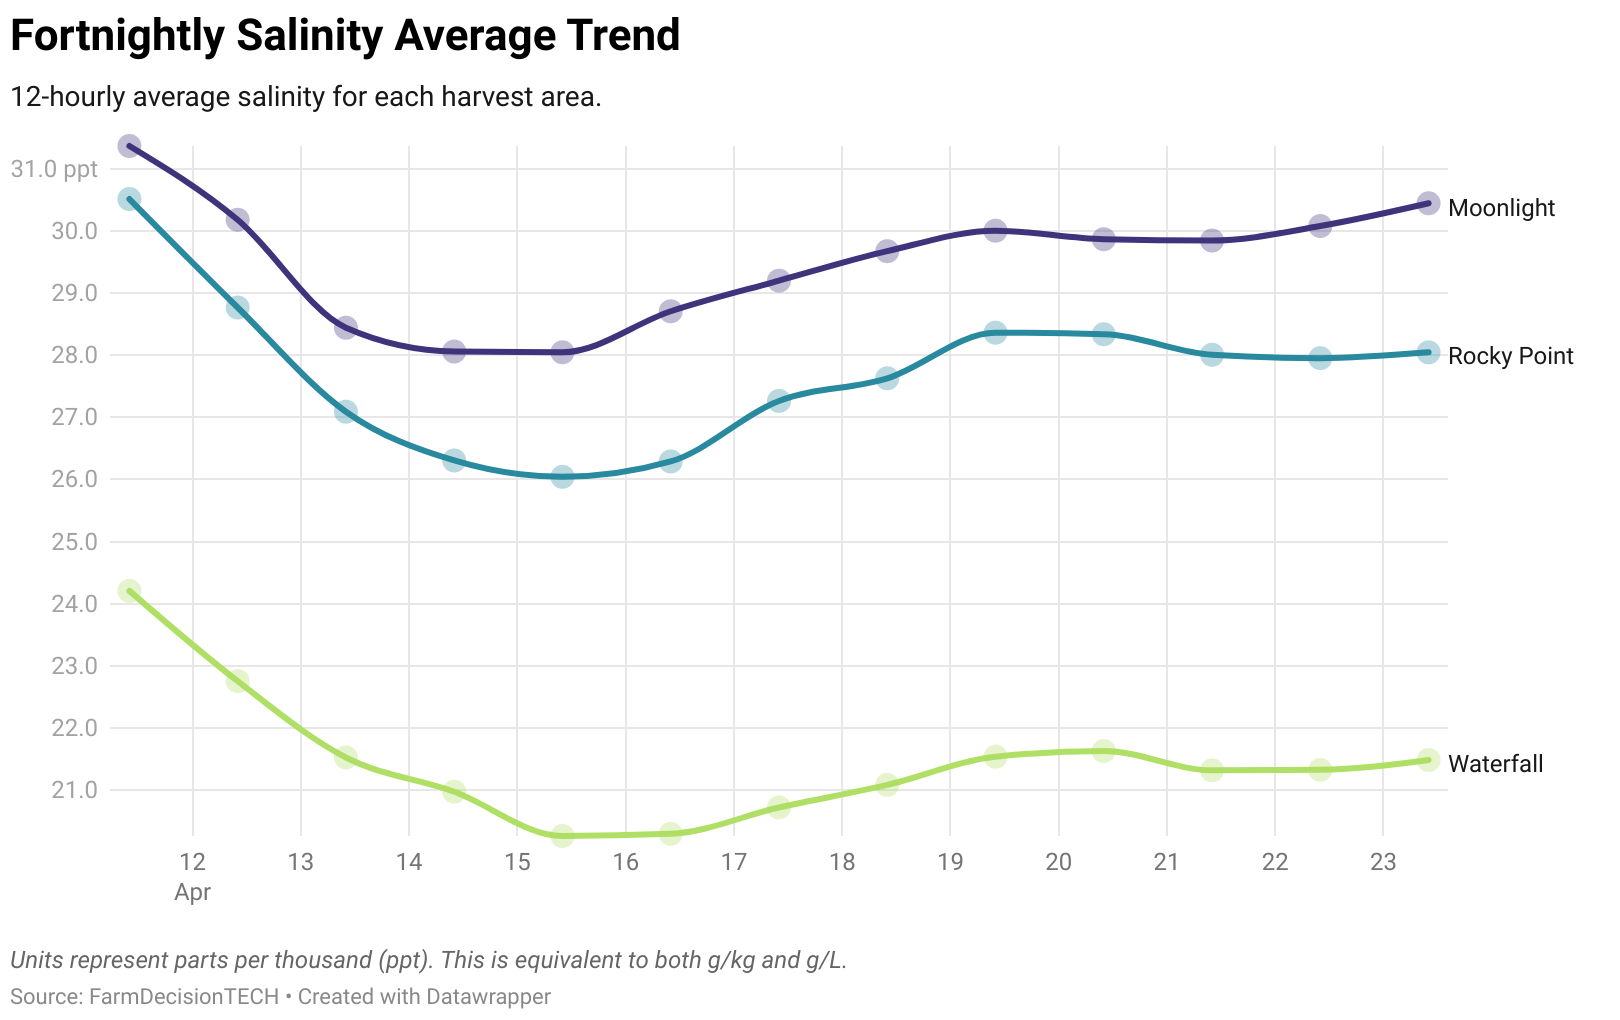 Fortnightly Salinity Average Trend
12-hourly average salinity for each harvest area.
31.0 ppt
30.0
29.0
28.0
27.0
26.0
25.0
24.0
23.0
22.0
21.0
Moonlight
Rocky Point
Waterfall
12 13 14 15 16 17 18 19 20 21 22 23
Apr
Units represent parts per thousand (ppt). This is equivalent to both g/kg and g/L.
Source: FarmDecisionTECH • Created with Datawrapper